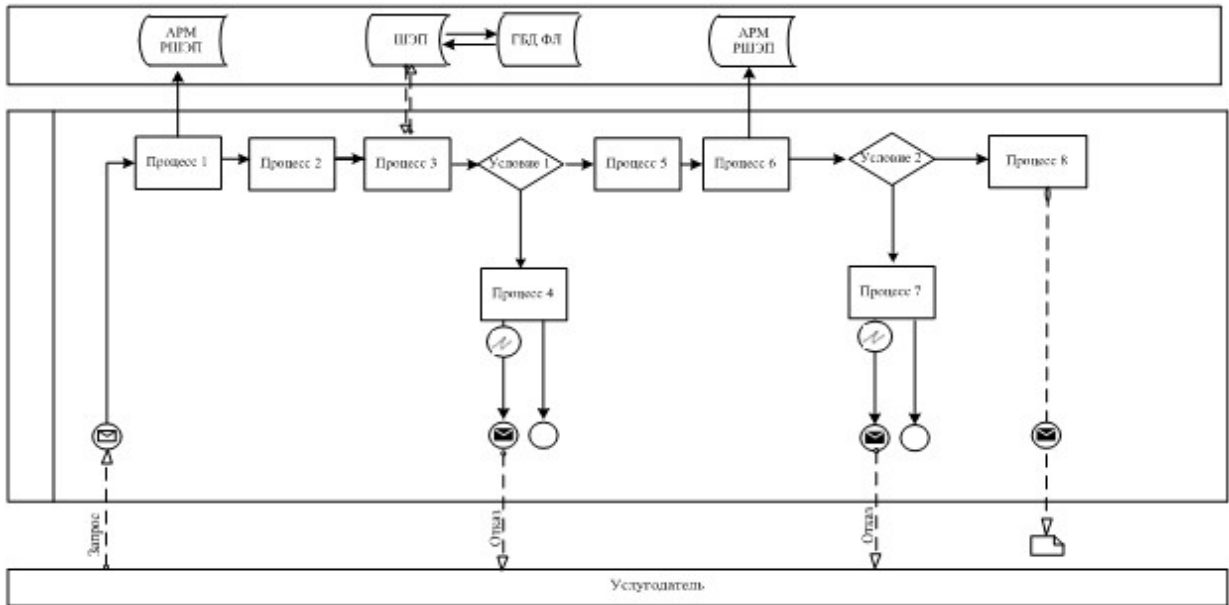 АРМ
РШЭП
ШЭП
ГБД ФЛ
АРМ
РШЭП
Процесс 1
Процесс 2
Процесс 3
Условие 1
Процесс 5
Процесс 6
Условие 2
Процесс 8
Процесс 4
Процесс 7
Запрос
Отказ
Отказ
Услугодатель